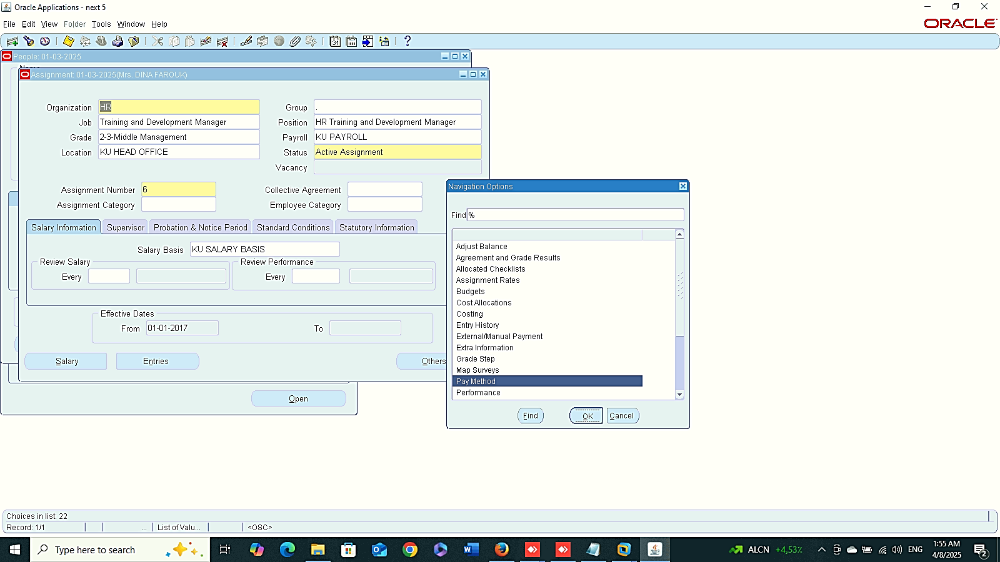 Oracle Applications - next 5
File Edit View Folder Tools Window Help
ORACLE
People: 01-03-2025
Assignment: 01-03-2025(Mrs. DINA FAROUK)
Organization HR Group .
Job Training and Development Manager Position HR Training and Development Manager
Grade 2-3-Middle Management Payroll KU PAYROLL
Location KU HEAD OFFICE Status Active Assignment
Vacancy
Assignment Number 6 Collective Agreement
Assignment Category Employee Category
Salary Information Supervisor Probation & Notice Period Standard Conditions Statutory Information
Salary Basis KU SALARY BASIS
Review Salary Review Performance
Every Every
Effective Dates
From 01-01-2017 To
Salary Entries Others
Open
Navigation Options
Find %
Adjust Balance
Agreement and Grade Results
Allocated Checklists
Assignment Rates
Budgets
Cost Allocations
Costing
Entry History
External/Manual Payment
Extra Information
Grade Step
Map Surveys
Pay Method
Performance
Find OK Cancel
Choices in list: 22
Record: 1/1 ... List of Valu... <OSC>
Type here to search ALCN +4,53% ENG 1:55 AM
4/8/2025 2